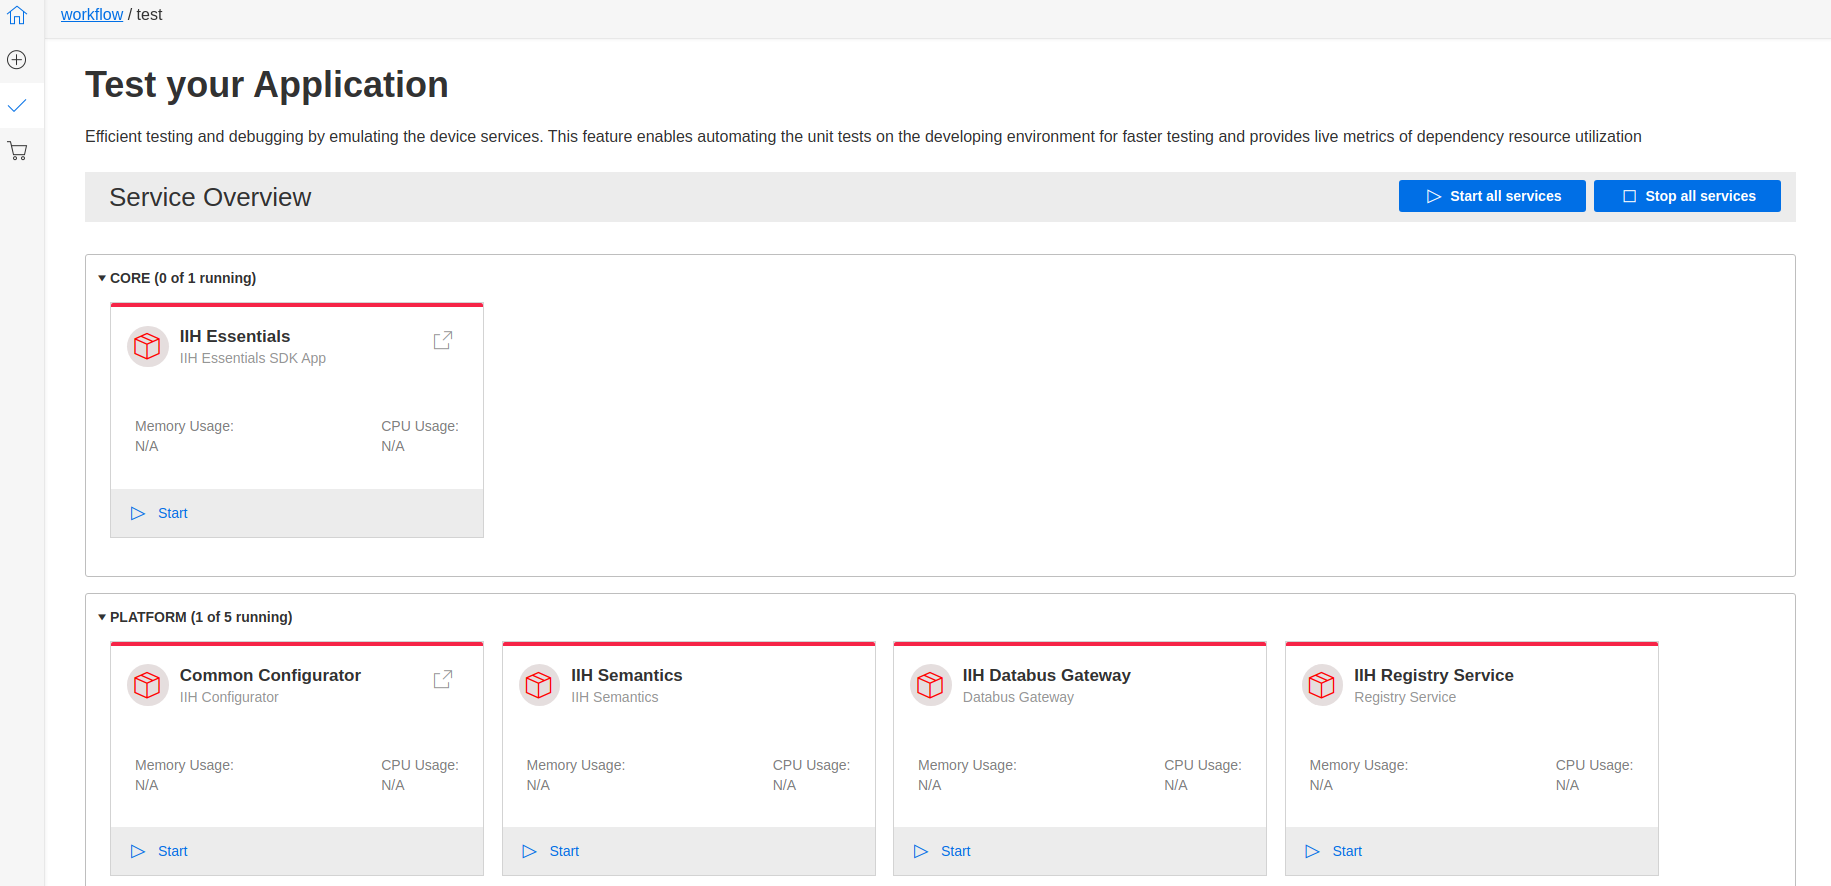 workflow / test
Test your Application
Efficient testing and debugging by emulating the device services. This feature enables automating the unit tests on the developing environment for faster testing and provides live metrics of dependency resource utilization
Service Overview
Start all services
Stop all services
CORE (0 of 1 running)
IIH Essentials
IIH Essentials SDK App
Memory Usage: CPU Usage:
N/A N/A
Start
PLATFORM (1 of 5 running)
Common Configurator
IIH Configurator
Memory Usage: CPU Usage:
N/A N/A
Start
IIH Semantics
IIH Semantics
Memory Usage: CPU Usage:
N/A N/A
Start
IIH Databus Gateway
Databus Gateway
Memory Usage: CPU Usage:
N/A N/A
Start
IIH Registry Service
Registry Service
Memory Usage: CPU Usage:
N/A N/A
Start